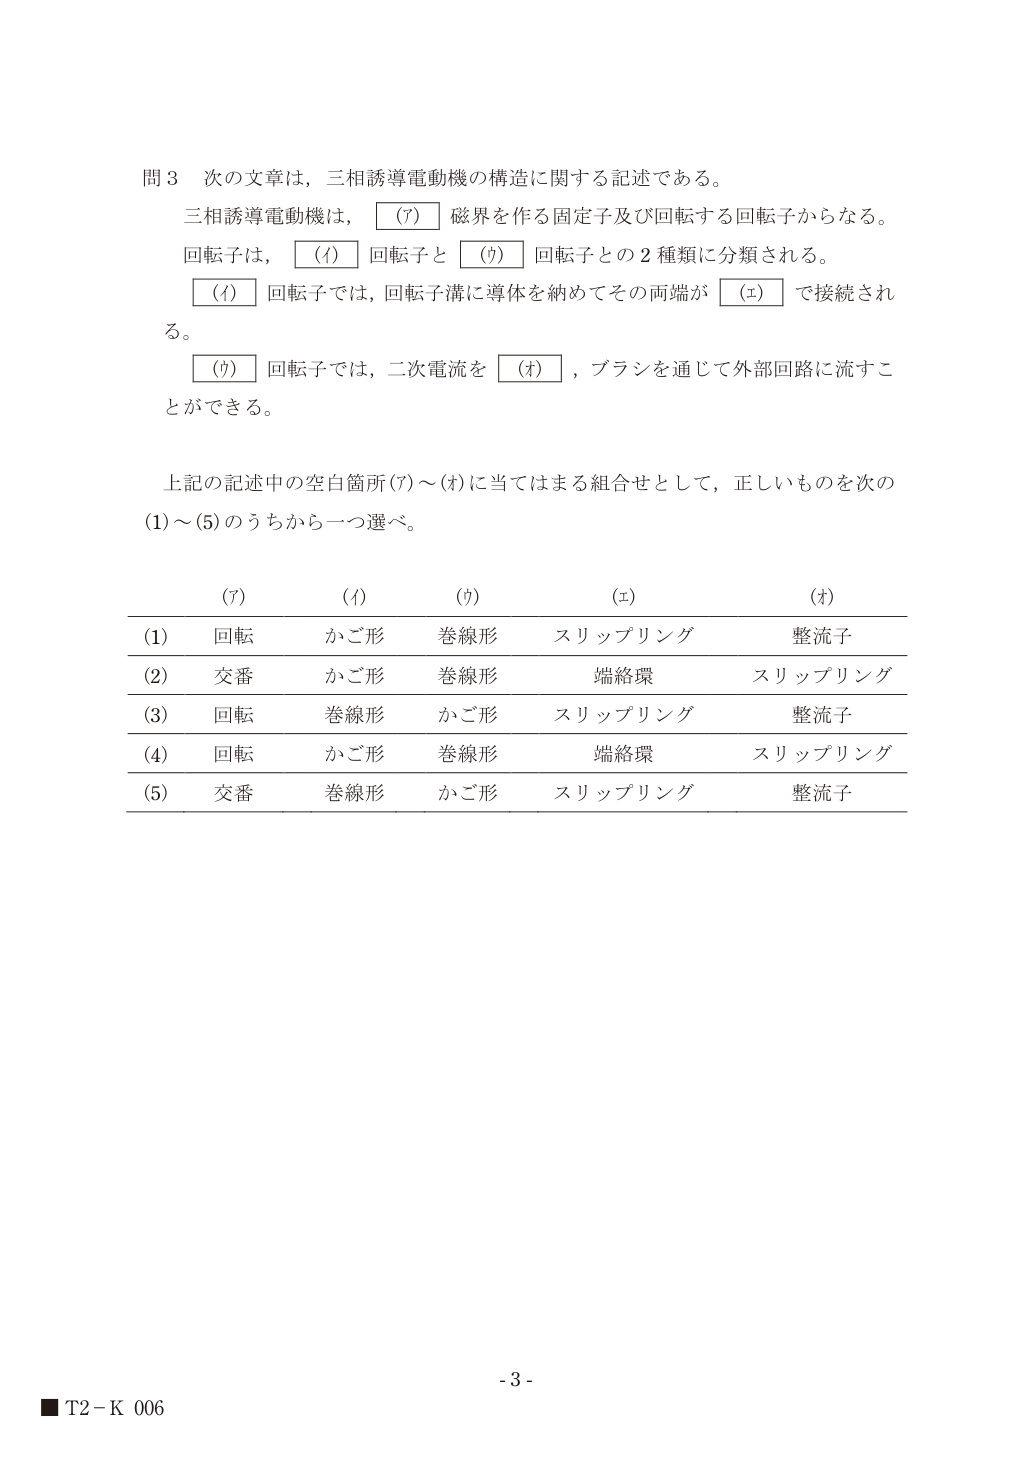 問3　次の文章は，三相誘導電動機の構造に関する記述である。
三相誘導電動機は， (ア) 磁界を作る固定子及び回転する回転子からなる。
回転子は， (イ) 回転子と (ウ) 回転子との2種類に分類される。
(イ) 回転子では，回転子溝に導体を納めてその両端が (エ) で接続され
る。
(ウ) 回転子では，二次電流を (オ) ，ブラシを通じて外部回路に流すこ
とができる。
上記の記述中の空白箇所(ア)～(オ)に当てはまる組合せとして，正しいものを次の
(1)～(5)のうちから一つ選べ。
(ア) (イ) (ウ) (エ) (オ)
(1) 回転 かご形 巻線形 スリップリング 整流子
(2) 交番 かご形 巻線形 端絡環 スリップリング
(3) 回転 巻線形 かご形 スリップリング 整流子
(4) 回転 かご形 巻線形 端絡環 スリップリング
(5) 交番 巻線形 かご形 スリップリング 整流子
- 3 -
■ T2－K 006